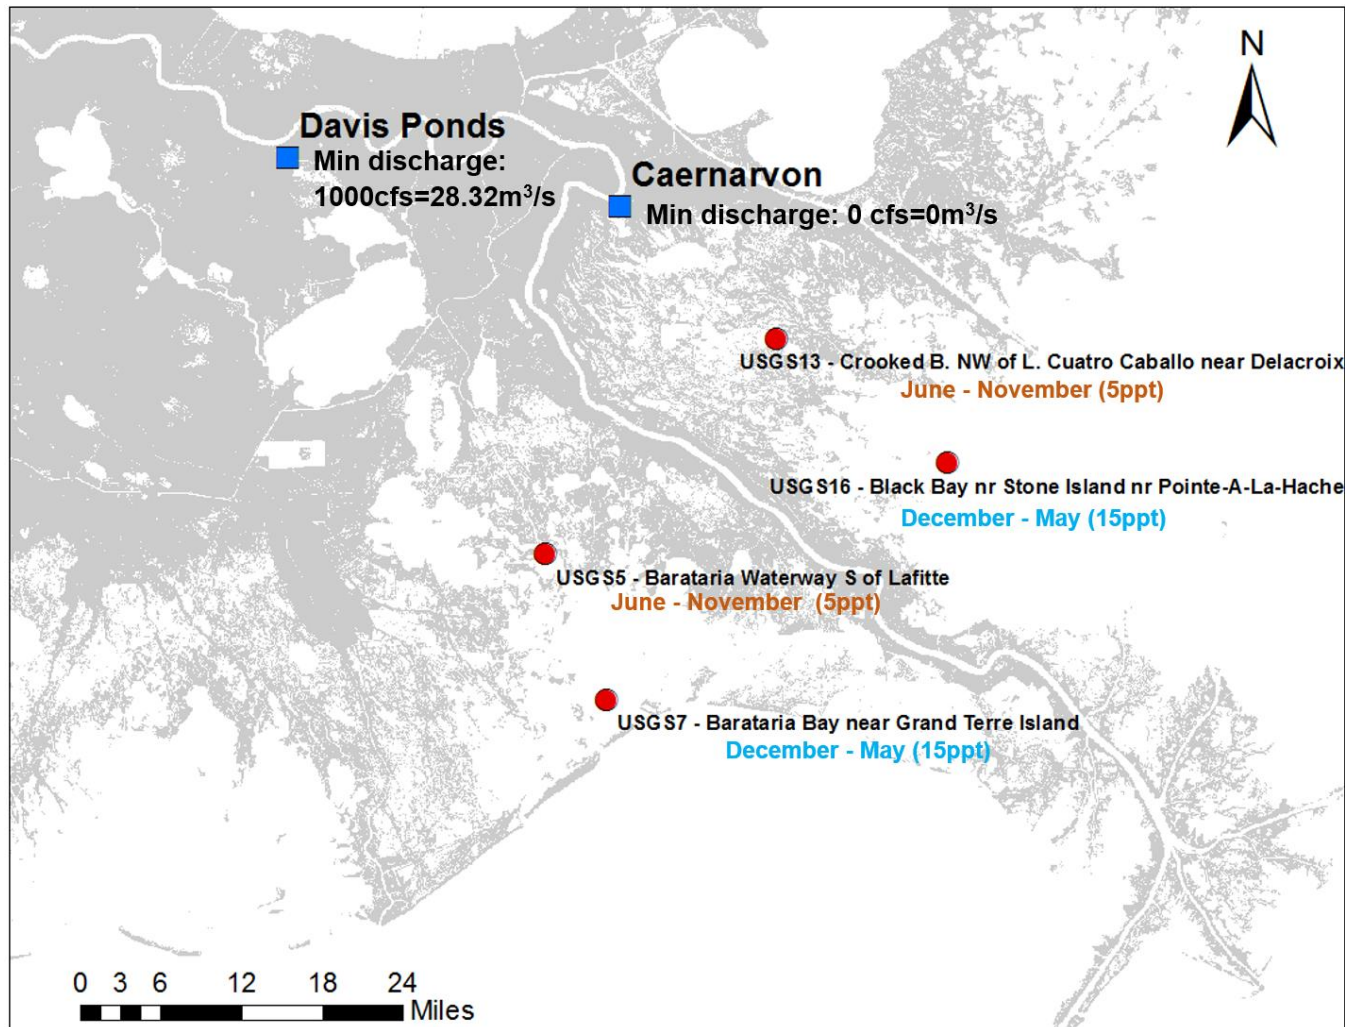 N
Davis Ponds
Min discharge:
1000cfs=28.32m³/s
Caernarvon
Min discharge: 0 cfs=0m³/s
USGS13 - Crooked B. NW of L. Cuatro Caballo near Delacroix
June - November (5ppt)
USGS16 - Black Bay nr Stone Island nr Pointe-A-La-Hache
December - May (15ppt)
USGS5 - Barataria Waterway S of Lafitte
June - November (5ppt)
USGS7 - Barataria Bay near Grand Terre Island
December - May (15ppt)
0 3 6 12 18 24
Miles